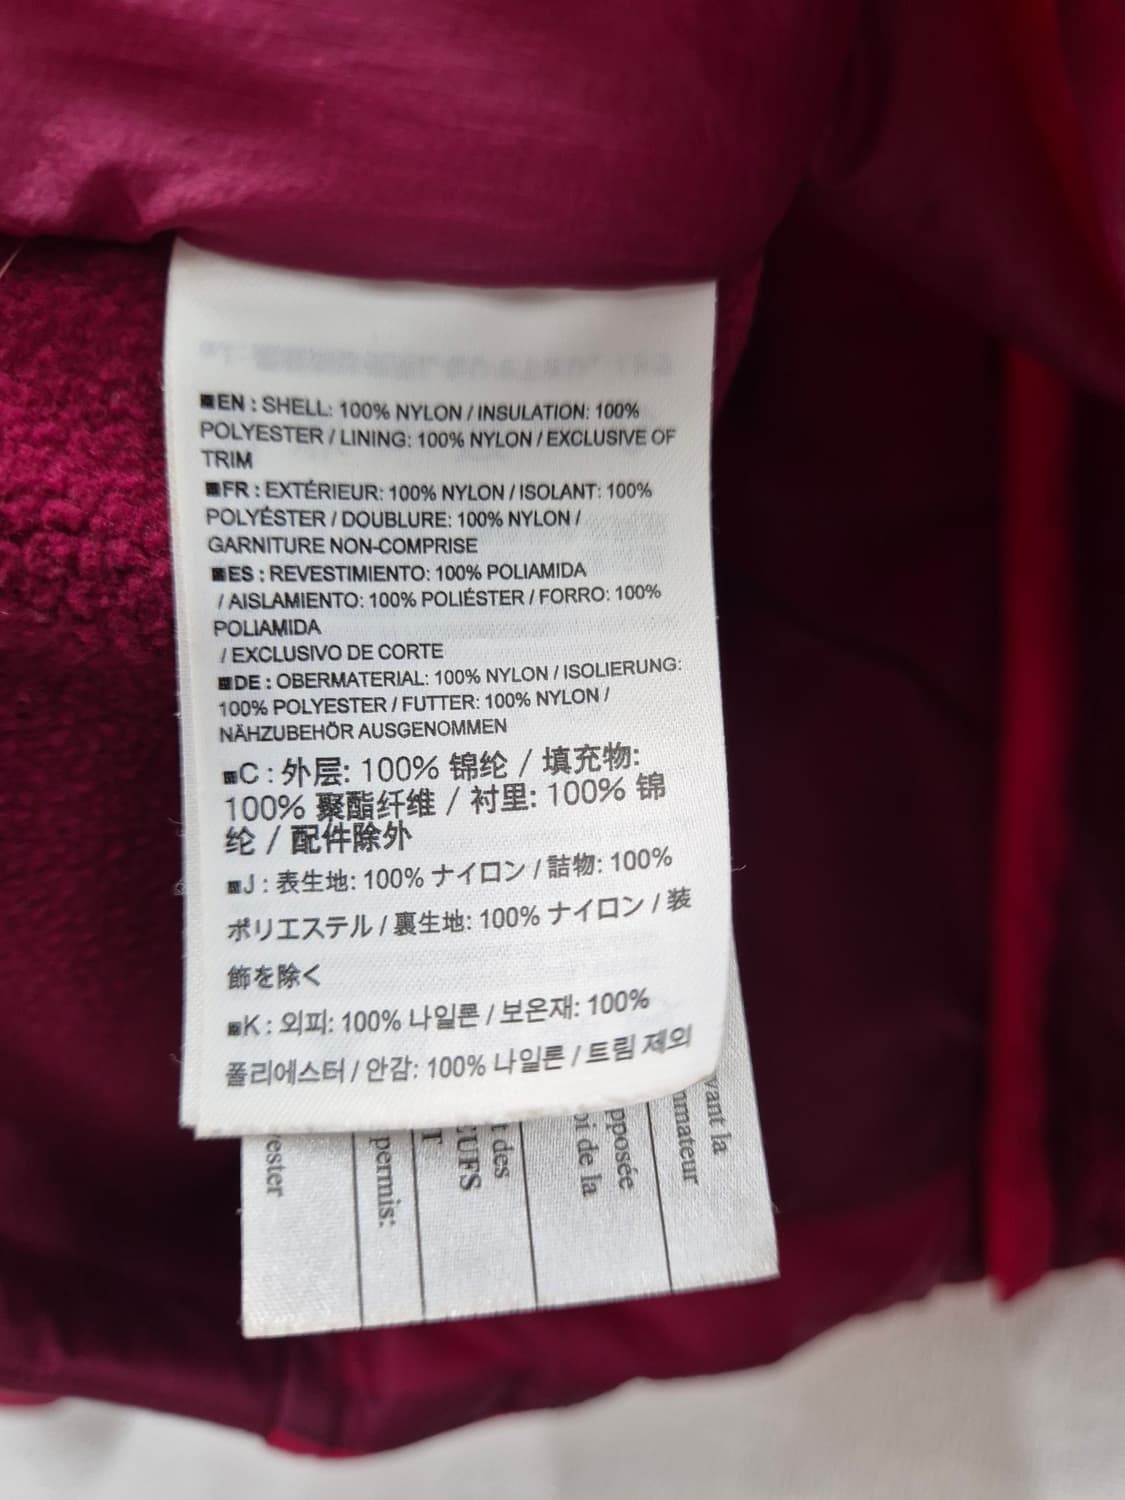 ■EN : SHELL: 100% NYLON / INSULATION: 100%
POLYESTER / LINING: 100% NYLON / EXCLUSIVE OF
TRIM
■FR : EXTÉRIEUR: 100% NYLON / ISOLANT: 100%
POLYÉSTER / DOUBLURE: 100% NYLON /
GARNITURE NON-COMPRISE
■ES : REVESTIMIENTO: 100% POLIAMIDA
/ AISLAMIENTO: 100% POLIÉSTER / FORRO: 100%
POLIAMIDA
/ EXCLUSIVO DE CORTE
■DE : OBERMATERIAL: 100% NYLON / ISOLIERUNG:
100% POLYESTER / FUTTER: 100% NYLON /
NÄHZUBEHÖR AUSGENOMMEN
■C : 外层: 100% 锦纶 / 填充物:
100% 聚酯纤维 / 衬里: 100% 锦
纶 / 配件除外
■J : 表生地: 100% ナイロン / 詰物: 100%
ポリエステル / 裏生地: 100% ナイロン / 装
飾を除く
■K : 외피: 100% 나일론 / 보온재: 100%
폴리에스터 / 안감: 100% 나일론 / 트림 제외
vant la
mmateur
pposée
oi de la
t des
UFS
T
permis:
ester